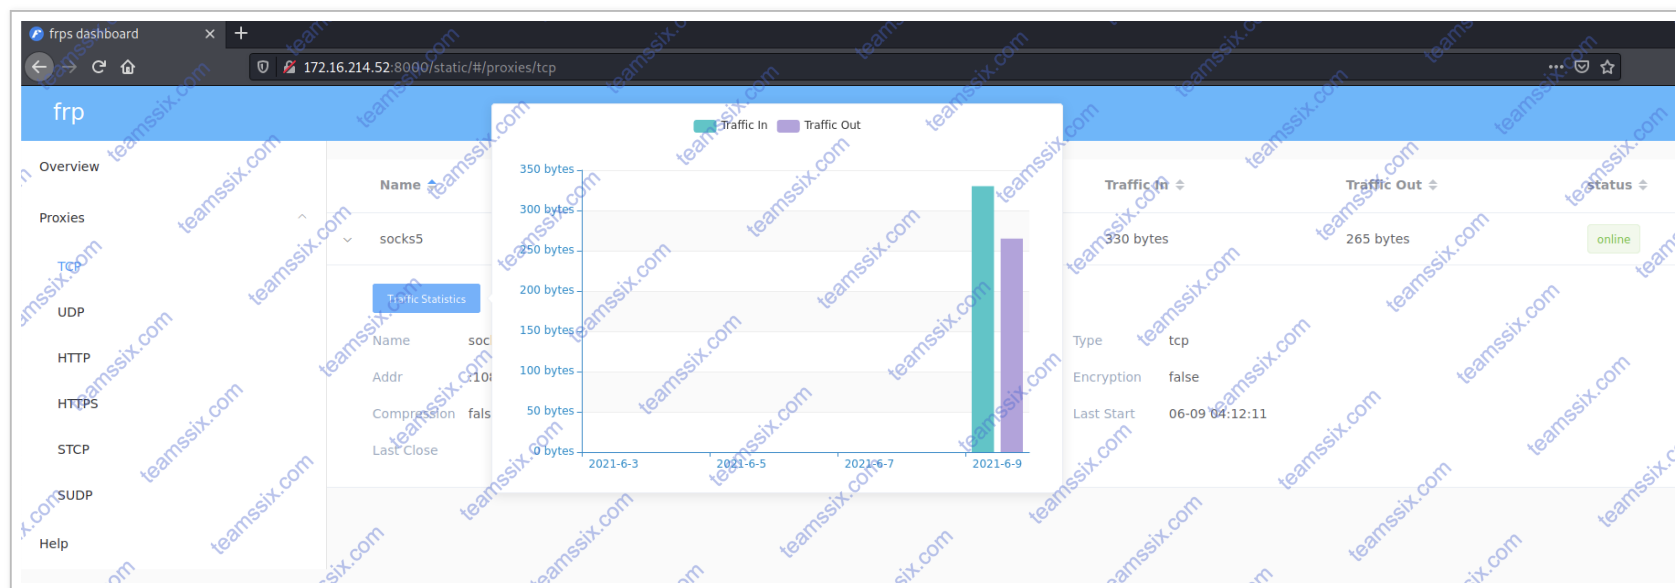 frps dashboard
172.16.214.52:8000/static/#/proxies/tcp
frp
Traffic In Traffic Out
Overview
Proxies
TCP
UDP
HTTP
HTTPS
STCP
SUDP
Help
Name Traffic In Traffic Out status
socks5 330 bytes 265 bytes online
Traffic Statistics
350 bytes
300 bytes
250 bytes
200 bytes
150 bytes
100 bytes
50 bytes
0 bytes
2021-6-3 2021-6-5 2021-6-7 2021-6-9
Name Type tcp
Addr Encryption false
Compression Last Start 06-09 04:12:11
Last Close
teamssix.com